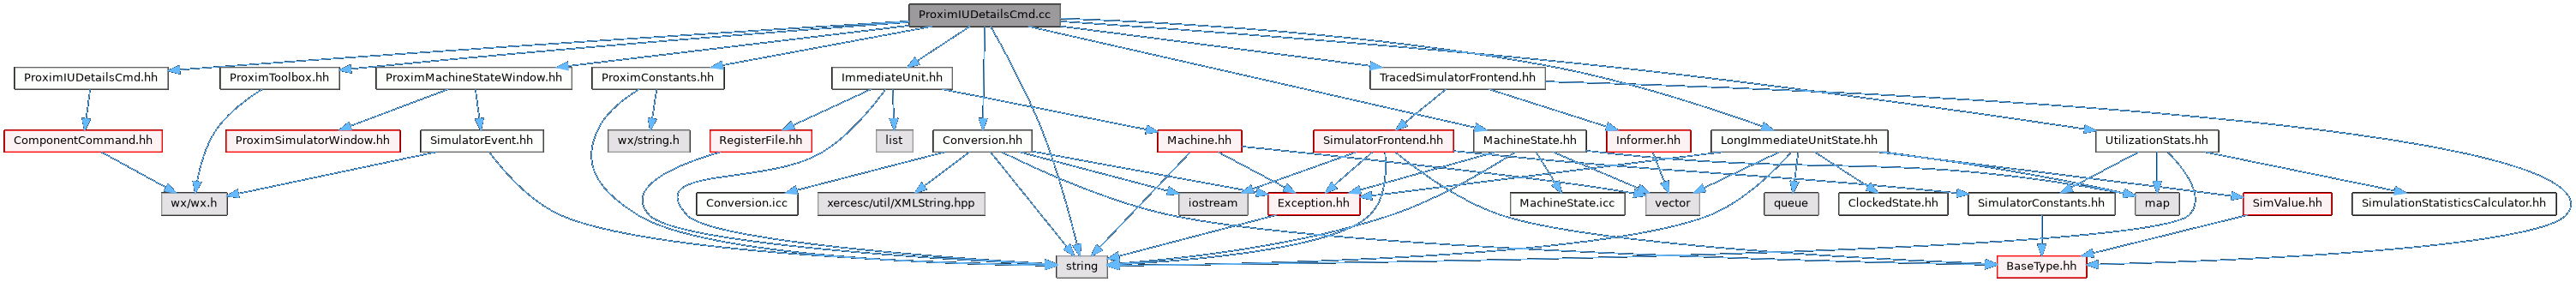 ProximIUDetailsCmd.cc
ProximIUDetailsCmd.hh
ProximToolbox.hh
ProximMachineStateWindow.hh
ProximConstants.hh
ImmediateUnit.hh
TracedSimulatorFrontend.hh
ComponentCommand.hh
ProximSimulatorWindow.hh
SimulatorEvent.hh
wx/string.h
RegisterFile.hh
list
Conversion.hh
Machine.hh
SimulatorFrontend.hh
MachineState.hh
Informer.hh
LongImmediateUnitState.hh
UtilizationStats.hh
wx/wx.h
Conversion.icc
xercesc/util/XMLString.hpp
iostream
Exception.hh
MachineState.icc
vector
queue
ClockedState.hh
SimulatorConstants.hh
map
SimValue.hh
SimulationStatisticsCalculator.hh
string
BaseType.hh